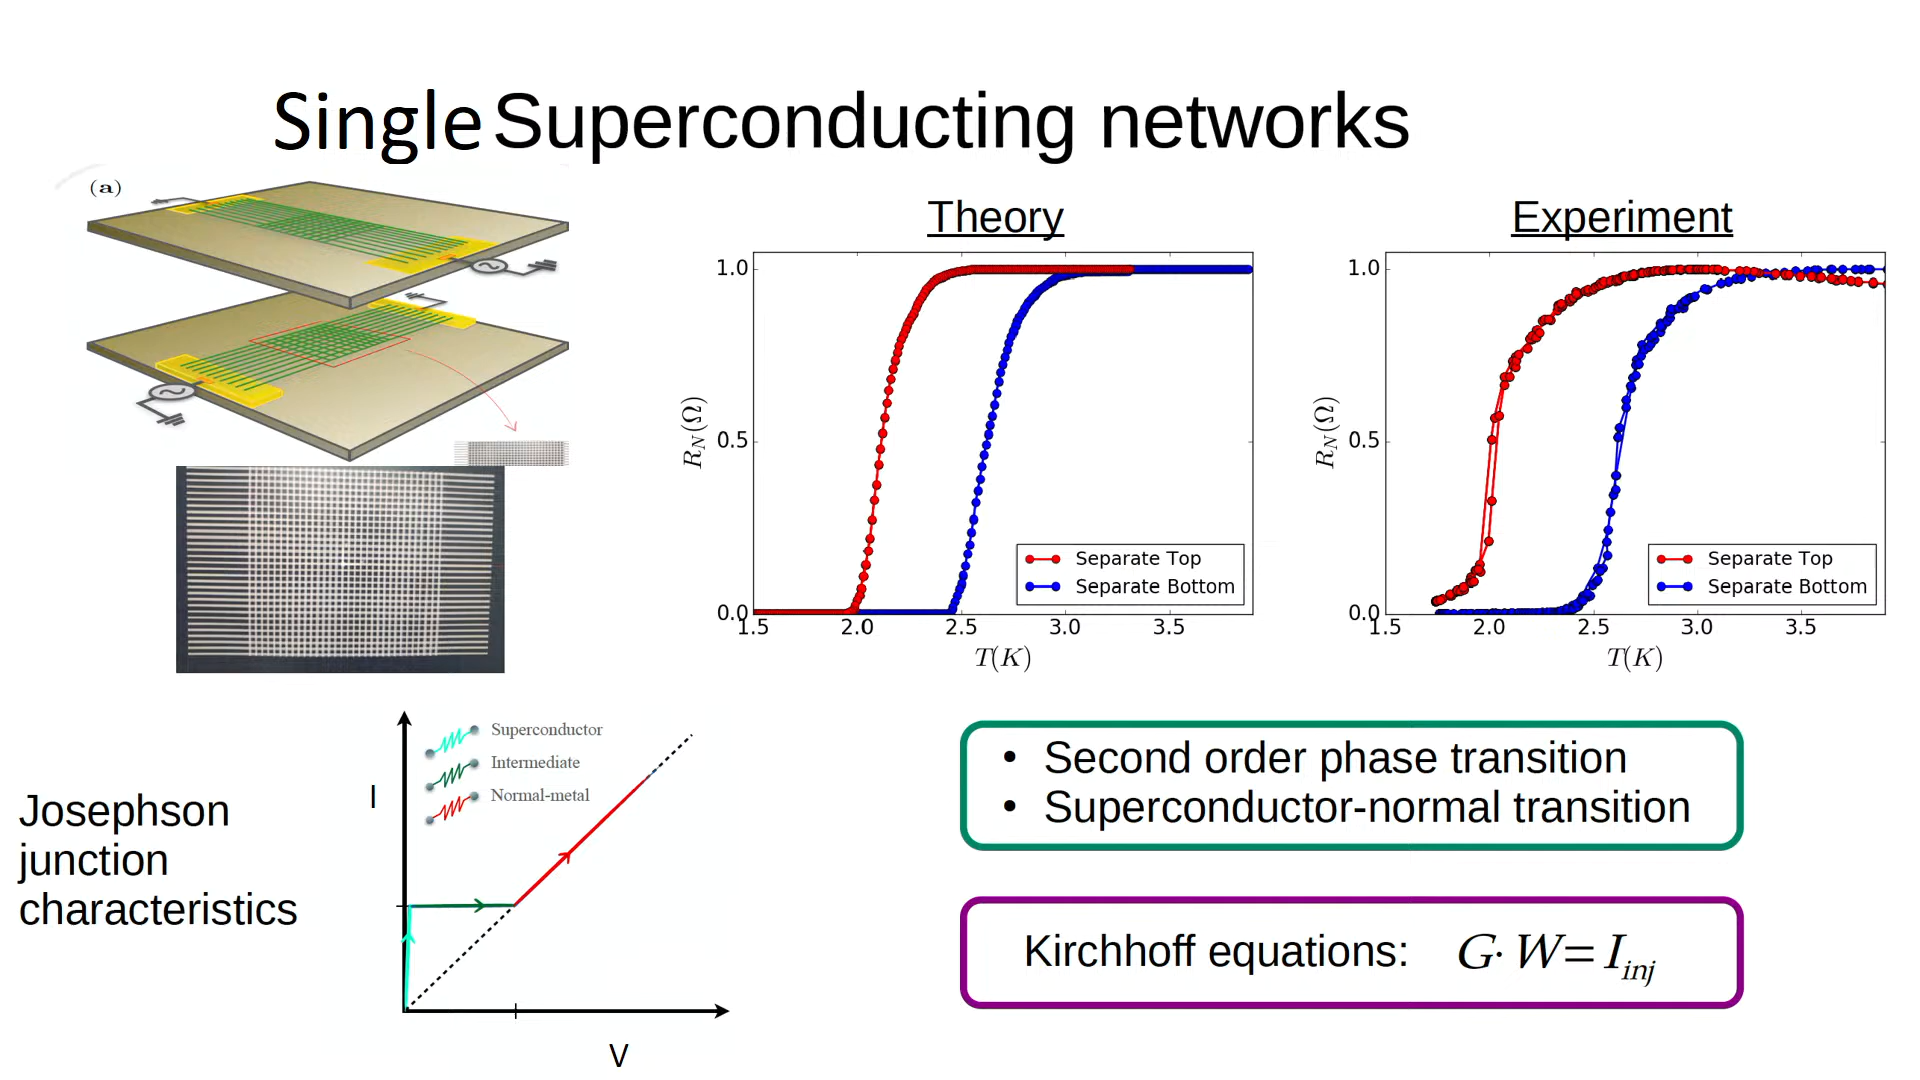 Single Superconducting networks
(a)
Theory
1.0
0.5
0.0
1.5 2.0 2.5 3.0 3.5
R_N(Ω)
T(K)
Separate Top
Separate Bottom
Experiment
1.0
0.5
0.0
1.5 2.0 2.5 3.0 3.5
R_N(Ω)
T(K)
Separate Top
Separate Bottom
Josephson
junction
characteristics
I
Superconductor
Intermediate
Normal-metal
V
• Second order phase transition
• Superconductor-normal transition
Kirchhoff equations: G· W= I_inj